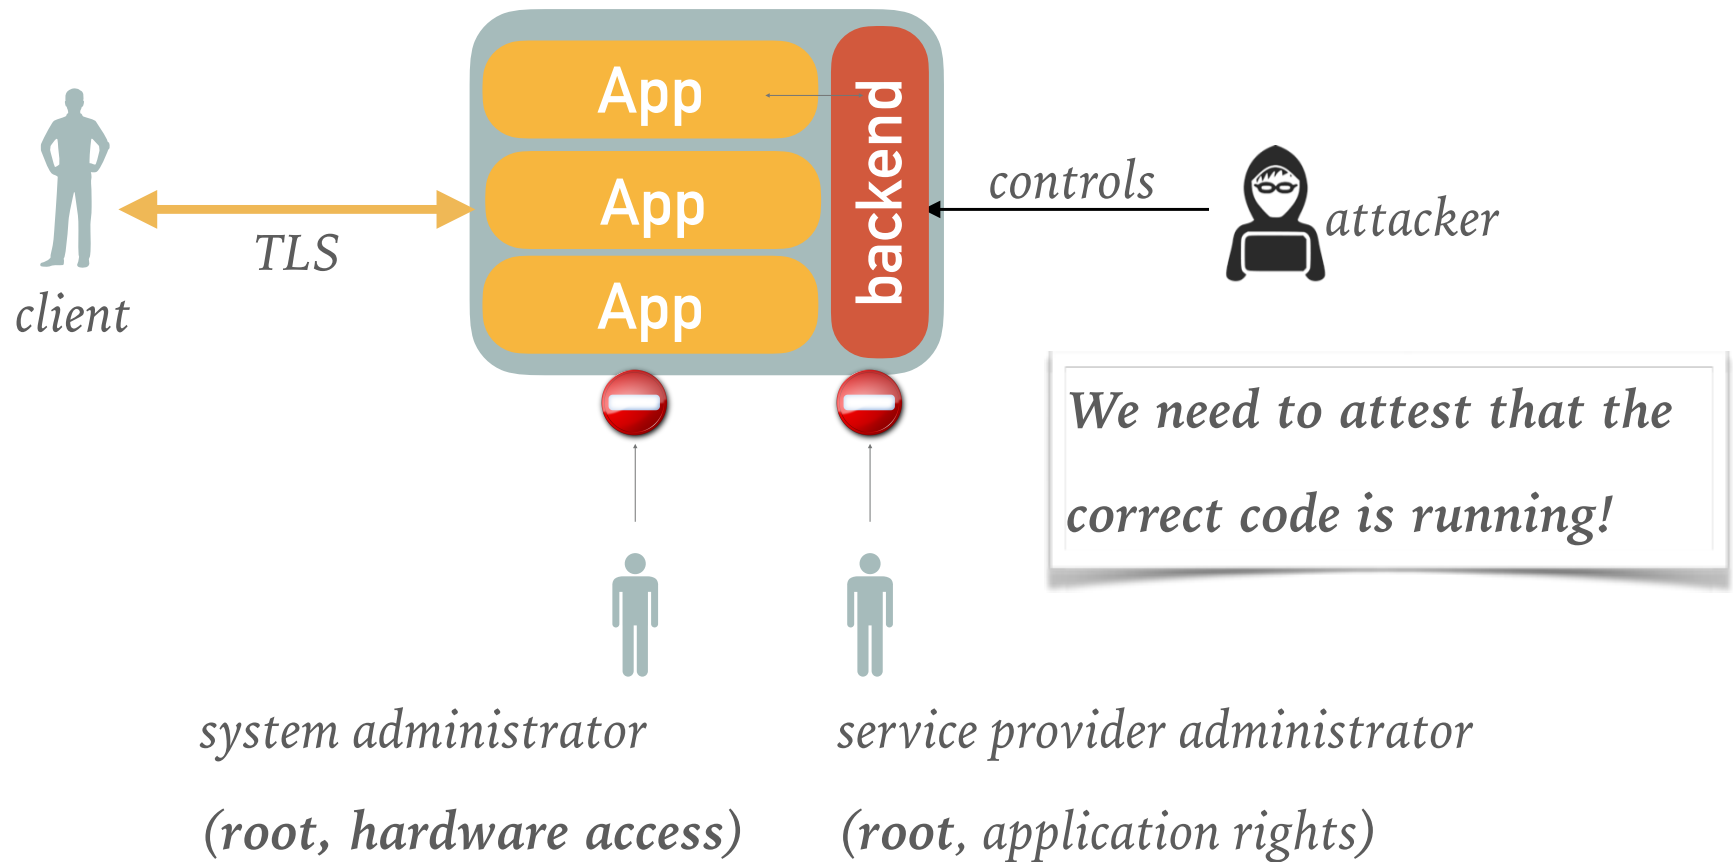 App
App
App
backend
controls
attacker
TLS
client
We need to attest that the
correct code is running!
system administrator
(root, hardware access)
service provider administrator
(root, application rights)